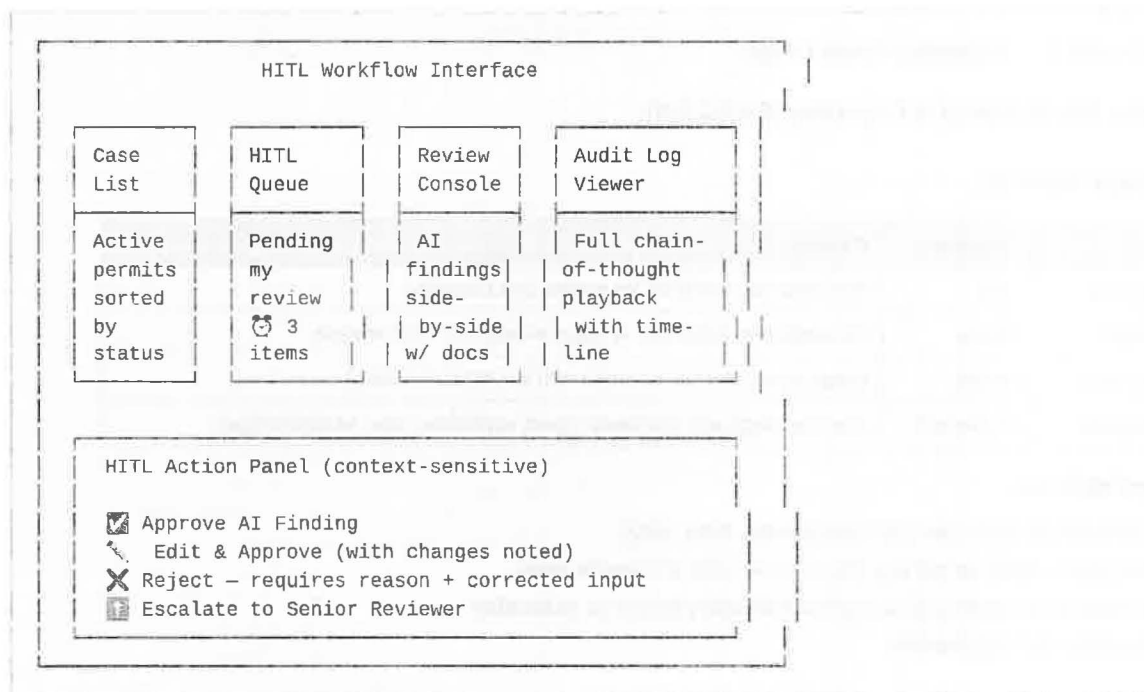 HITL Workflow Interface
Case List
HITL Queue
Review Console
Audit Log Viewer
Active
permits
sorted
by
status
Pending
my
review
⏰ 3
items
AI
findings
side-
by-side
w/ docs
Full chain-
of-thought
playback
with time-
line
HITL Action Panel (context-sensitive)
✅ Approve AI Finding
Edit & Approve (with changes noted)
❌ Reject — requires reason + corrected input
Escalate to Senior Reviewer